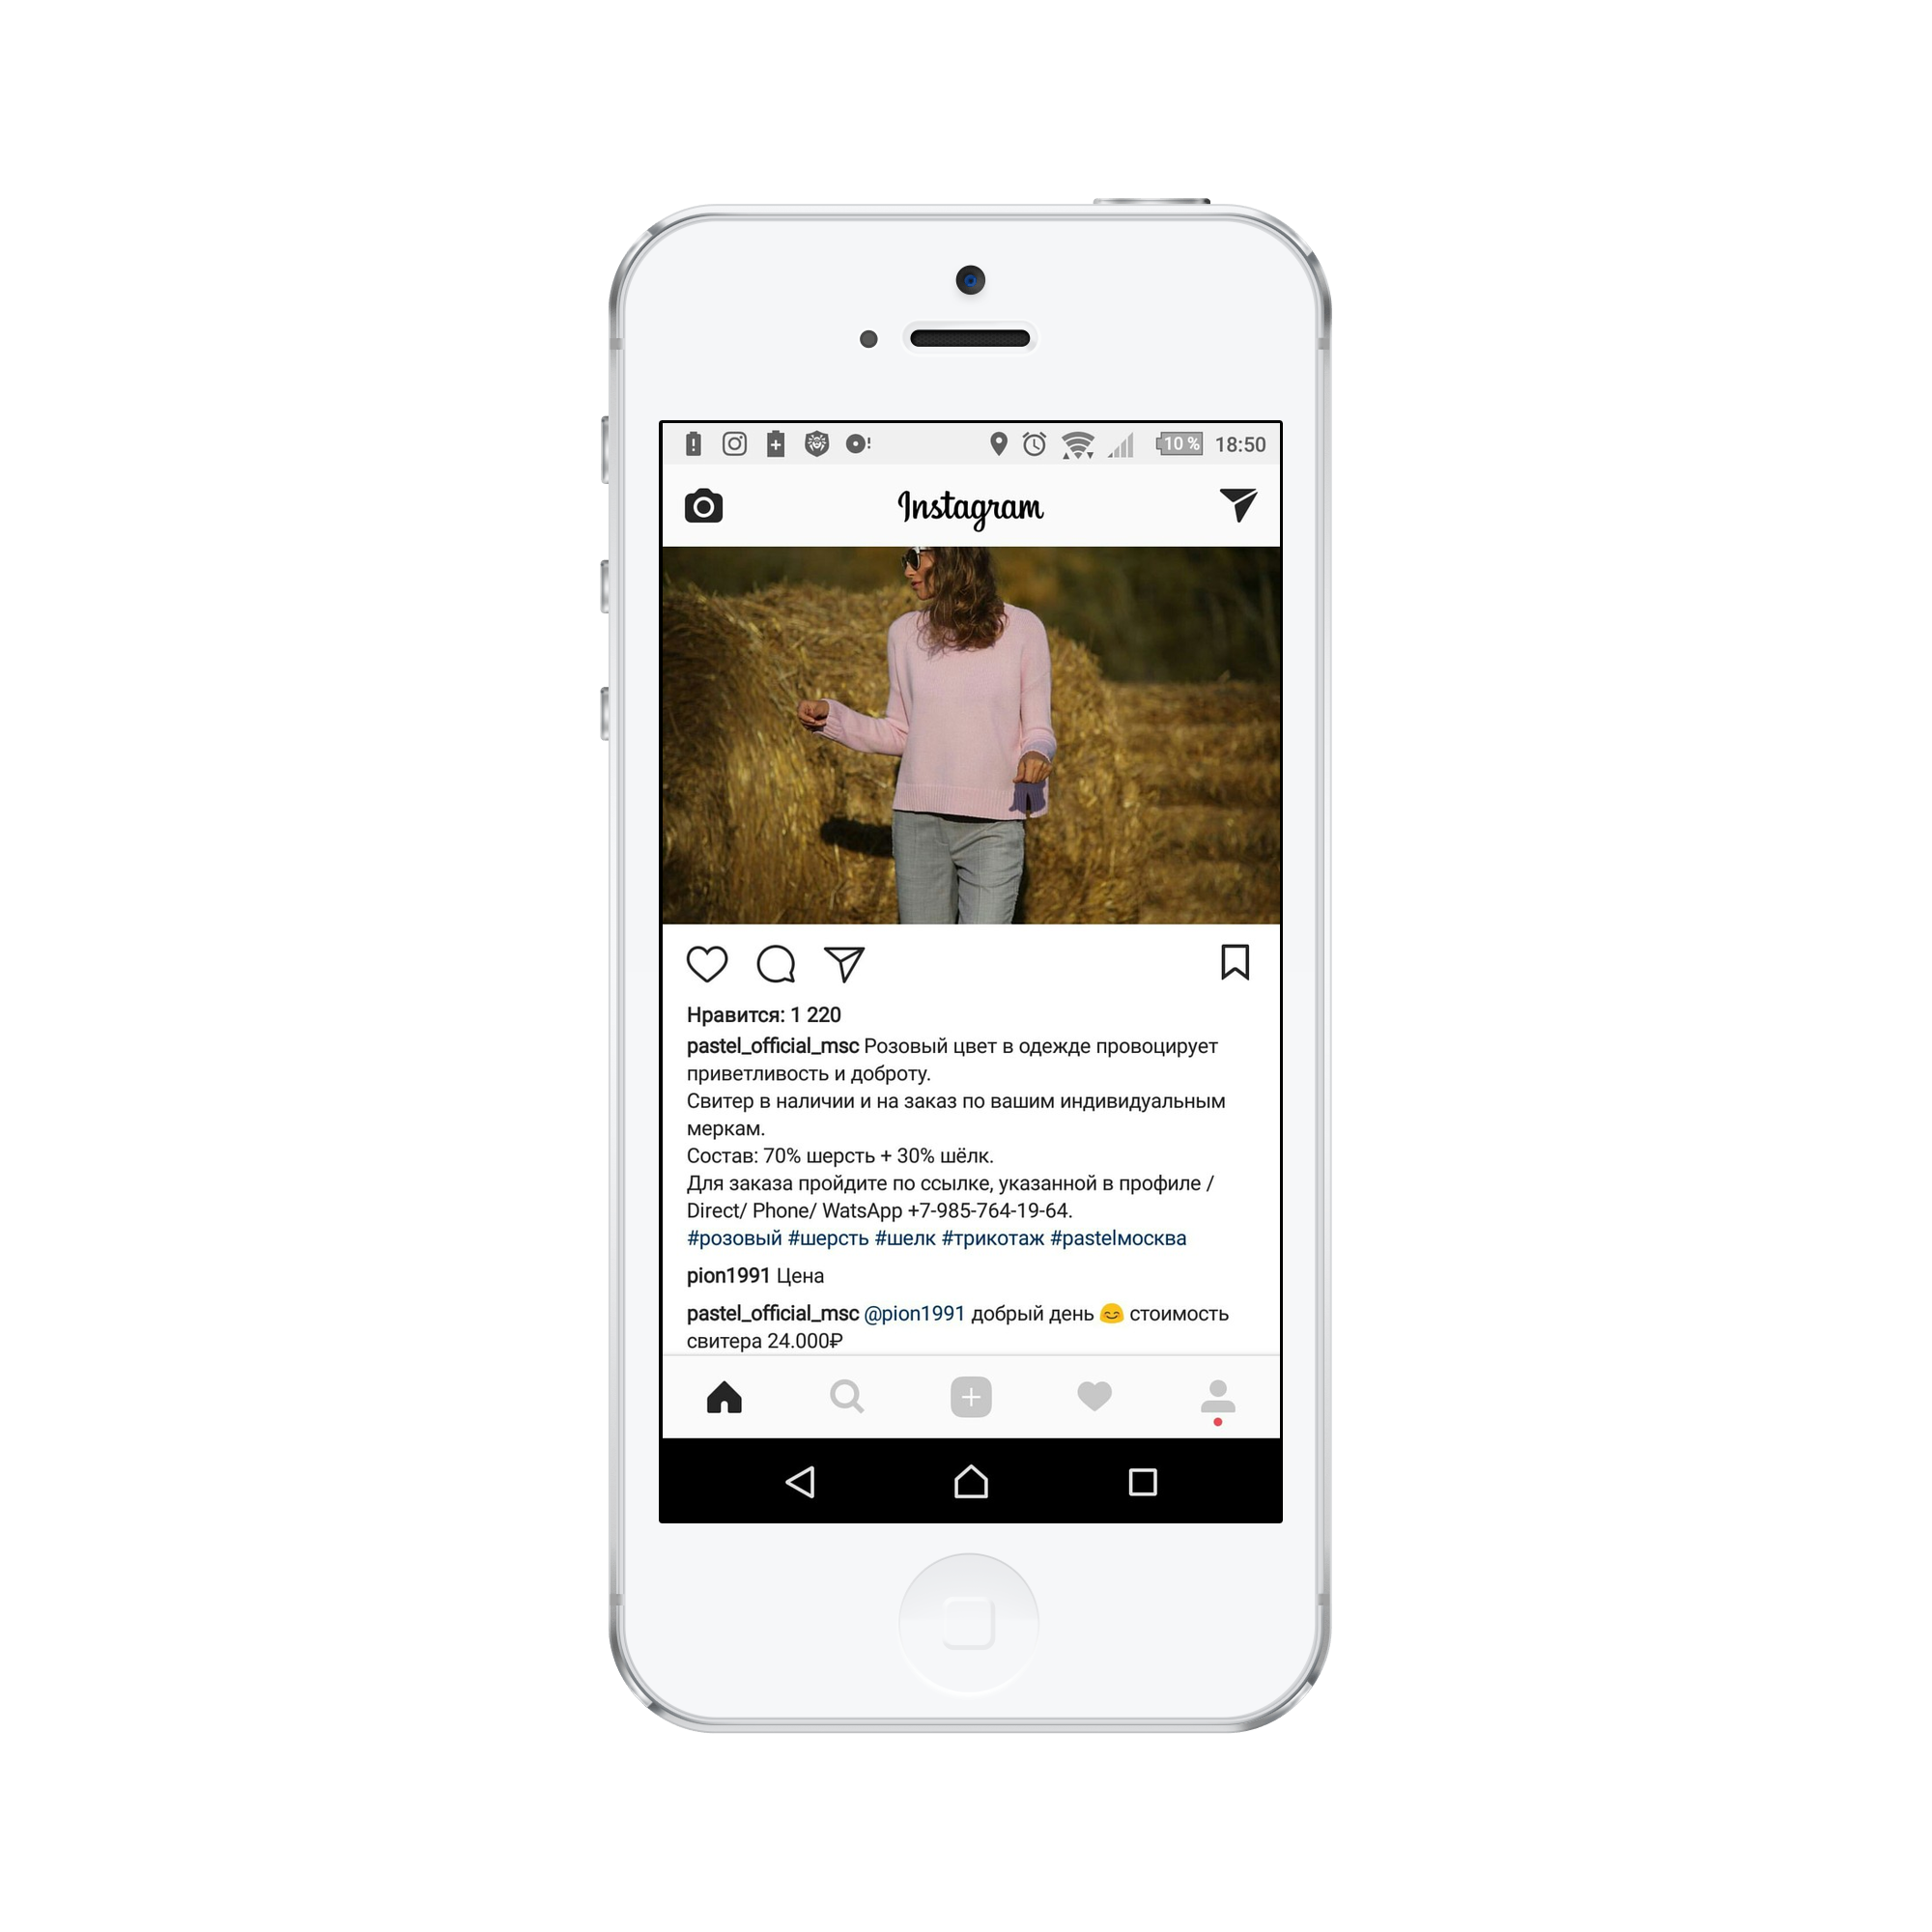 10 % 18:50
Instagram
Нравится: 1 220
pastel_official_msc Розовый цвет в одежде провоцирует
приветливость и доброту.
Свитер в наличии и на заказ по вашим индивидуальным
меркам.
Состав: 70% шерсть + 30% шёлк.
Для заказа пройдите по ссылке, указанной в профиле /
Direct/ Phone/ WatsApp +7-985-764-19-64.
#розовый #шерсть #шелк #трикотаж #pastelмосква
pion1991 Цена
pastel_official_msc @pion1991 добрый день 😊 стоимость
свитера 24.000₽